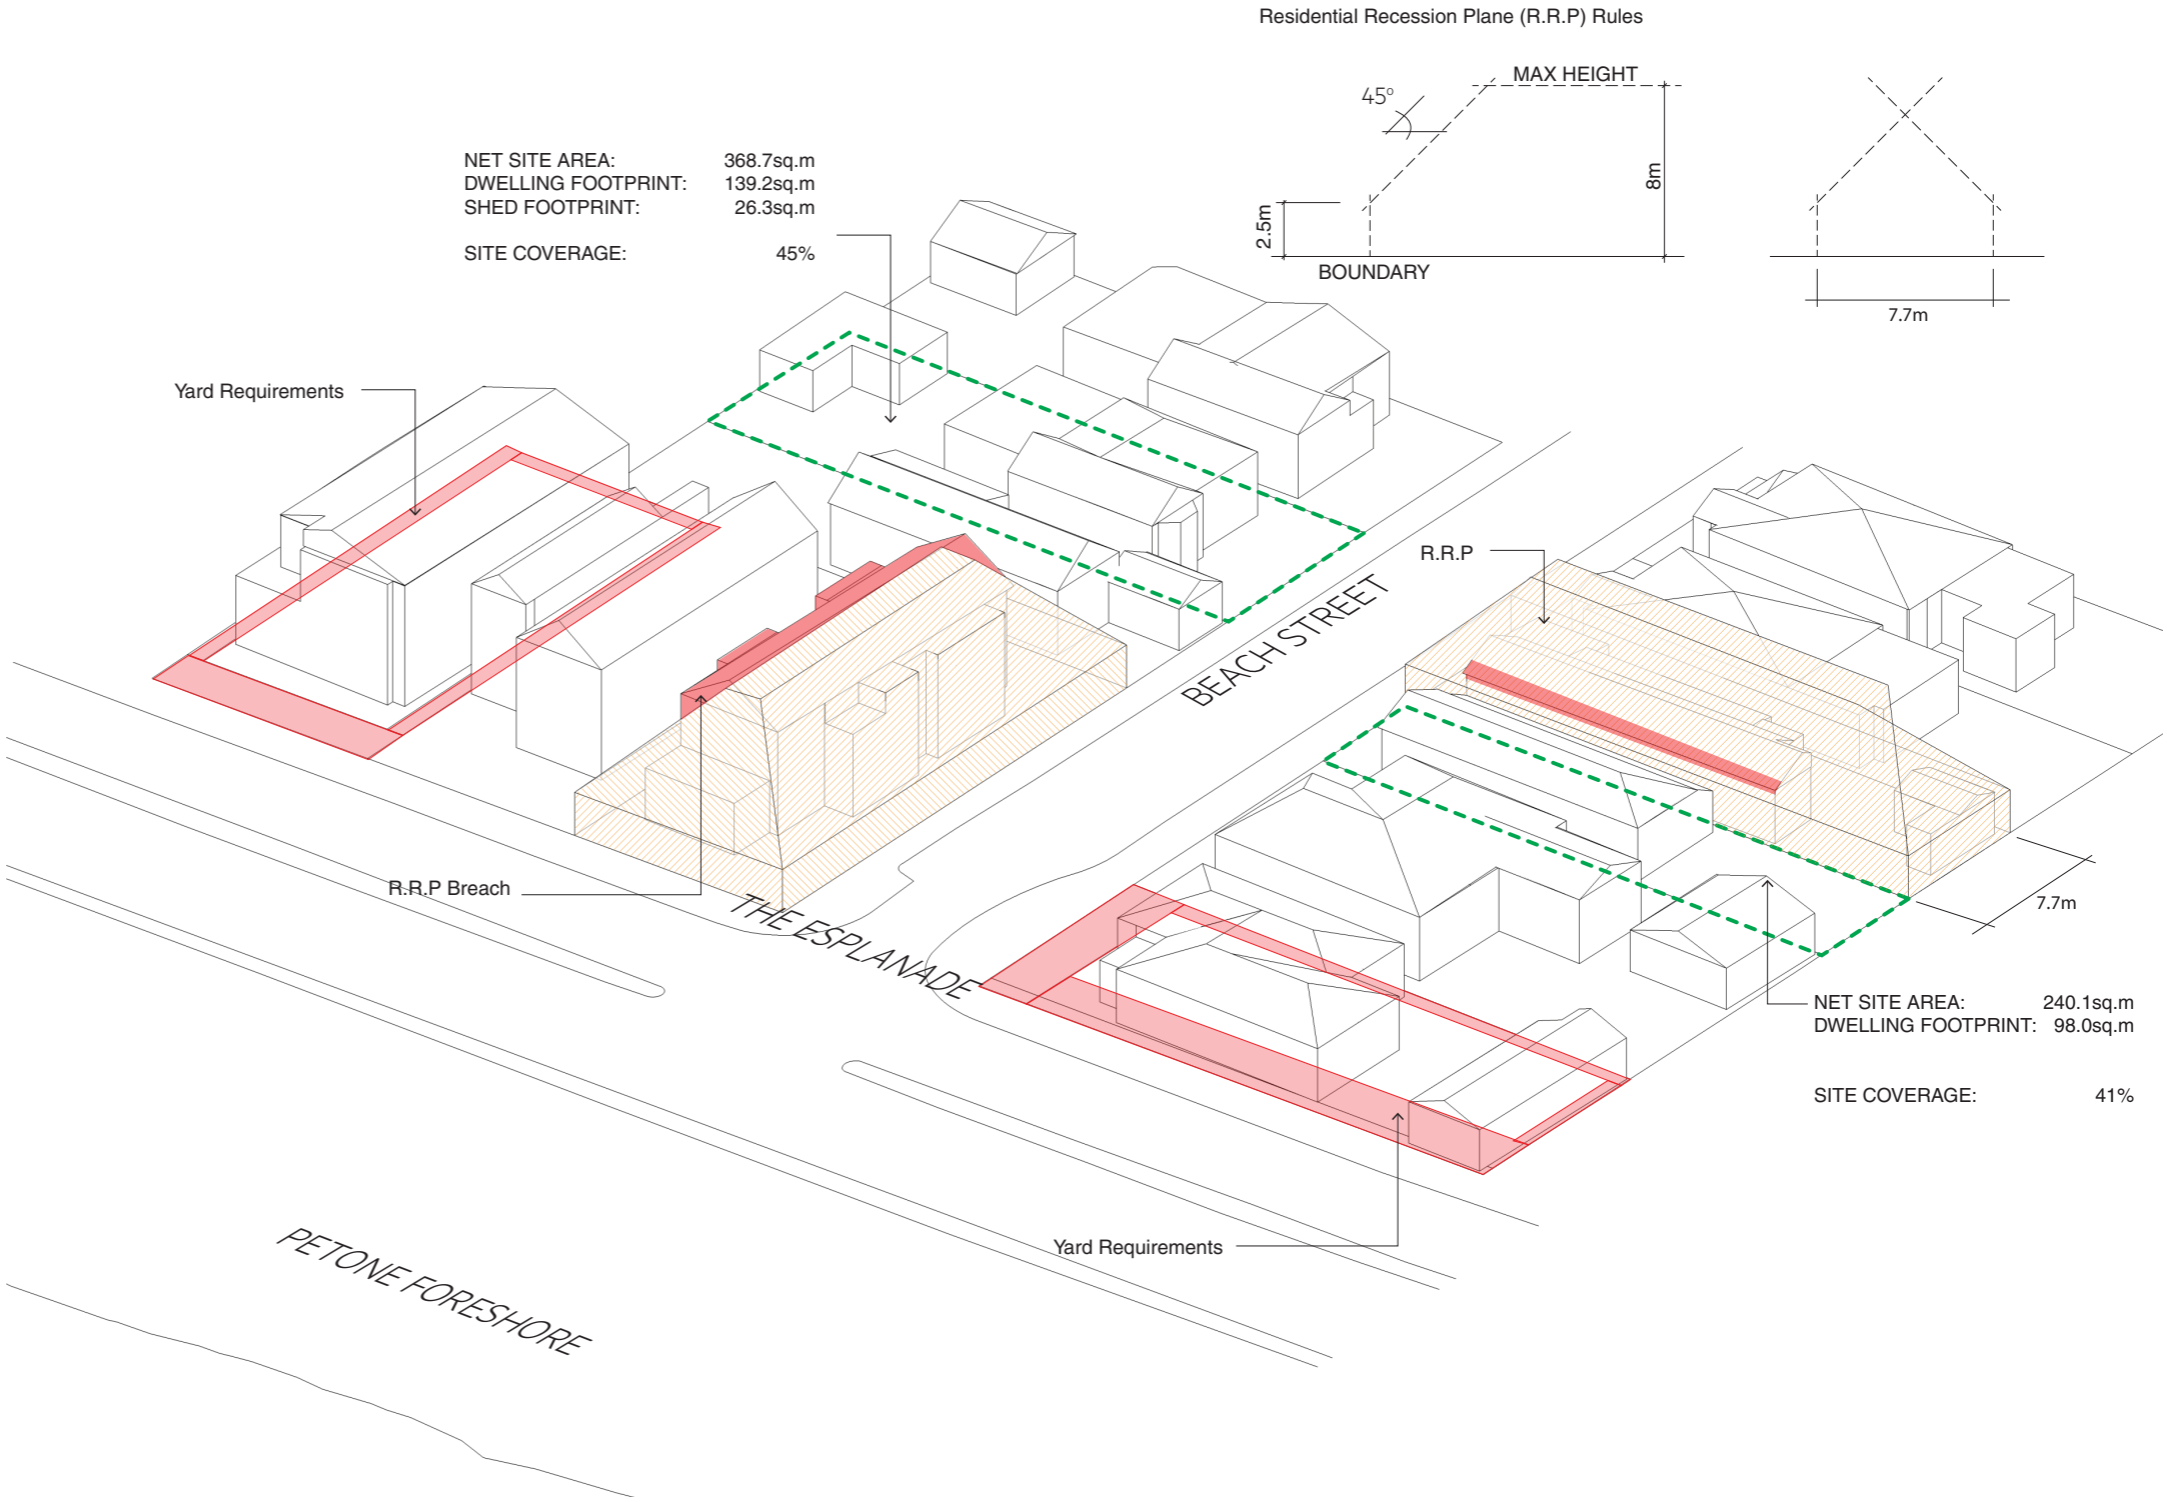 Residential Recession Plane (R.R.P) Rules
MAX HEIGHT
45°
8m
2.5m
BOUNDARY
7.7m
NET SITE AREA: 368.7sq.m
DWELLING FOOTPRINT: 139.2sq.m
SHED FOOTPRINT: 26.3sq.m
SITE COVERAGE: 45%
Yard Requirements
R.R.P
BEACH STREET
R.R.P Breach
THE ESPLANADE
7.7m
NET SITE AREA: 240.1sq.m
DWELLING FOOTPRINT: 98.0sq.m
SITE COVERAGE: 41%
Yard Requirements
PETONE FORESHORE